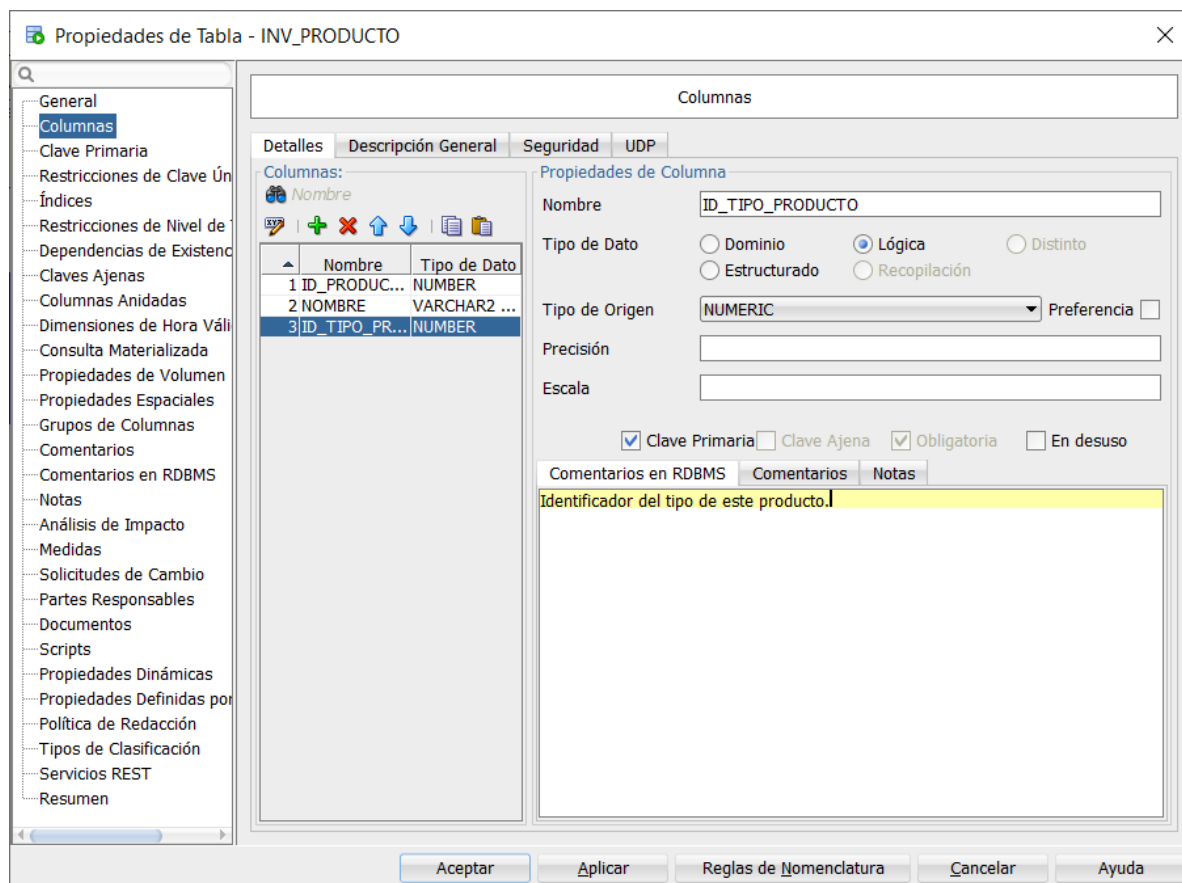 Propiedades de Tabla - INV_PRODUCTO
General
Columnas
Clave Primaria
Restricciones de Clave Ún
Índices
Restricciones de Nivel de
Dependencias de Existenc
Claves Ajenas
Columnas Anidadas
Dimensiones de Hora Váli
Consulta Materializada
Propiedades de Volumen
Propiedades Espaciales
Grupos de Columnas
Comentarios
Comentarios en RDBMS
Notas
Análisis de Impacto
Medidas
Solicitudes de Cambio
Partes Responsables
Documentos
Scripts
Propiedades Dinámicas
Propiedades Definidas por
Política de Redacción
Tipos de Clasificación
Servicios REST
Resumen
Columnas
Detalles Descripción General Seguridad UDP
Columnas:
Nombre
Nombre Tipo de Dato
1 ID_PRODUC... NUMBER
2 NOMBRE VARCHAR2 ...
3 ID_TIPO_PR... NUMBER
Propiedades de Columna
Nombre ID_TIPO_PRODUCTO
Tipo de Dato Dominio Lógica Distinto
Estructurado Recopilación
Tipo de Origen NUMERIC Preferencia
Precisión
Escala
Clave Primaria Clave Ajena Obligatoria En desuso
Comentarios en RDBMS Comentarios Notas
Identificador del tipo de este producto.
Aceptar Aplicar Reglas de Nomenclatura Cancelar Ayuda